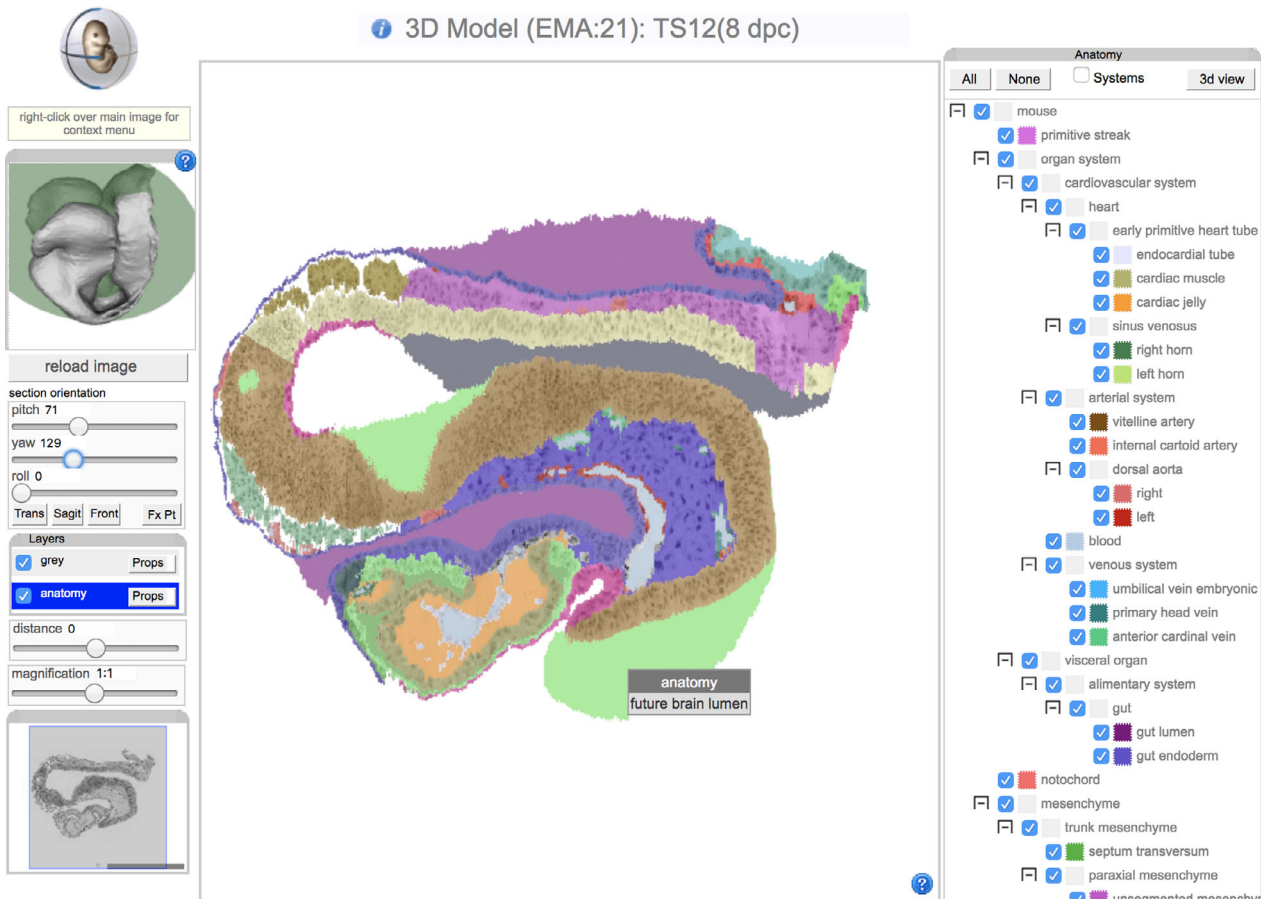 3D Model (EMA:21): TS12(8 dpc)
right-click over main image for
context menu
reload image
section orientation
pitch 71
yaw 129
roll 0
Trans Sagit Front Fx Pt
Layers
grey Props
anatomy Props
distance 0
magnification 1:1
anatomy
future brain lumen
Anatomy
All None Systems 3d view
mouse
primitive streak
organ system
cardiovascular system
heart
early primitive heart tube
endocardial tube
cardiac muscle
cardiac jelly
sinus venosus
right horn
left horn
arterial system
vitelline artery
internal cartoid artery
dorsal aorta
right
left
blood
venous system
umbilical vein embryonic
primary head vein
anterior cardinal vein
visceral organ
alimentary system
gut
gut lumen
gut endoderm
notochord
mesenchyme
trunk mesenchyme
septum transversum
paraxial mesenchyme
unsegmented mesenchy